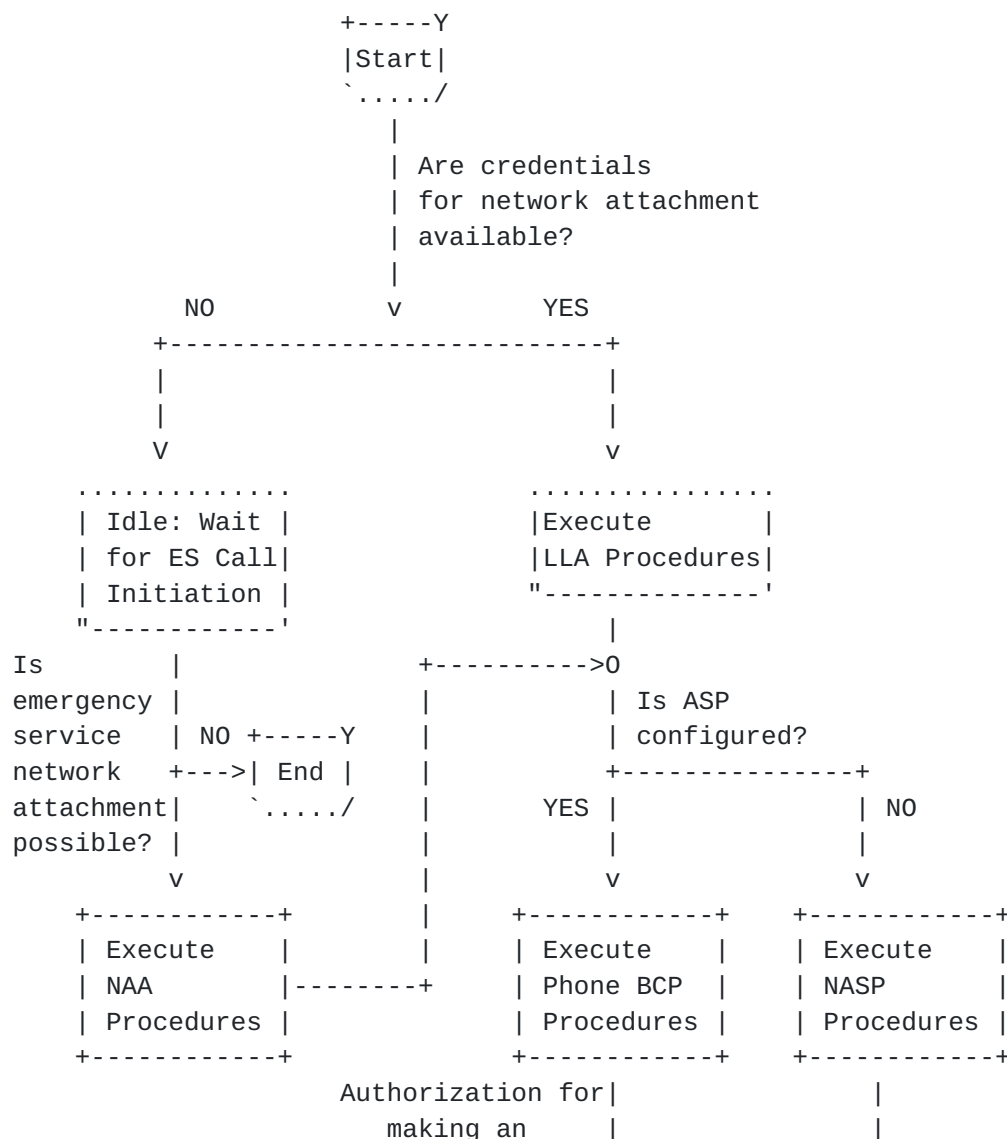 +-----Y
                     |Start|
                     `...../
                        |
                        | Are credentials
                        | for network attachment
                        | available?
                        |
           NO           v         YES
         +----------------------------+
         |                            |
         |                            |
         V                            v
    ..............               ................
    | Idle: Wait |               |Execute       |
    | for ES Call|               |LLA Procedures|
    | Initiation |               "--------------'
    "------------'                    |
Is        |               +---------->O
emergency |               |           | Is ASP
service   | NO +-----Y    |           | configured?
network   +--->| End |    |           +---------------+
attachment|    `...../    |       YES |               | NO
possible? |               |           |               |
          v               |           v               v
    +------------+        |     +------------+    +------------+
    | Execute    |        |     | Execute    |    | Execute    |
    | NAA        |--------+     | Phone BCP  |    | NASP       |
    | Procedures |              | Procedures |    | Procedures |
    +------------+              +------------+    +------------+
                     Authorization for|                |
                        making an     |                |